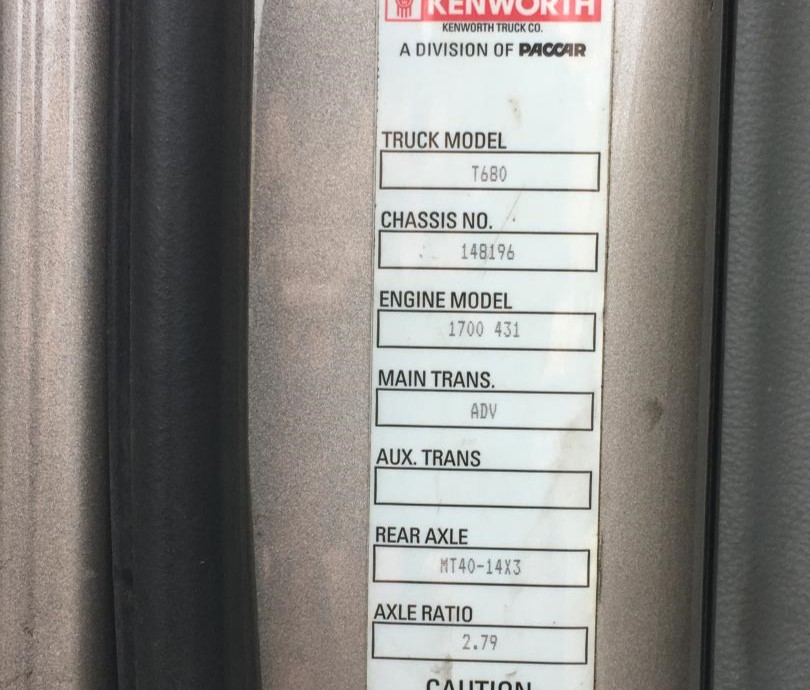 KENWORTH
KENWORTH TRUCK CO.
A DIVISION OF PACCAR
TRUCK MODEL
T680
CHASSIS NO.
148196
ENGINE MODEL
1700 431
MAIN TRANS.
ADV
AUX. TRANS
REAR AXLE
MT40-14X3
AXLE RATIO
2.79
CAUTION